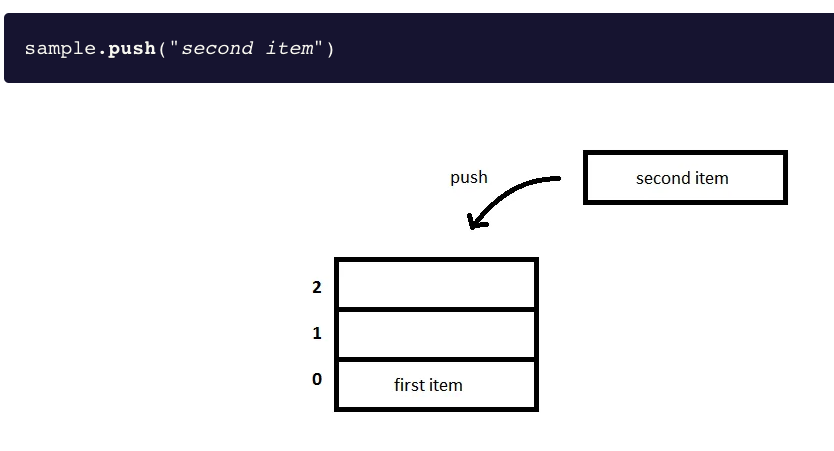 sample.push("second item")
push
second item
2
1
0
first item